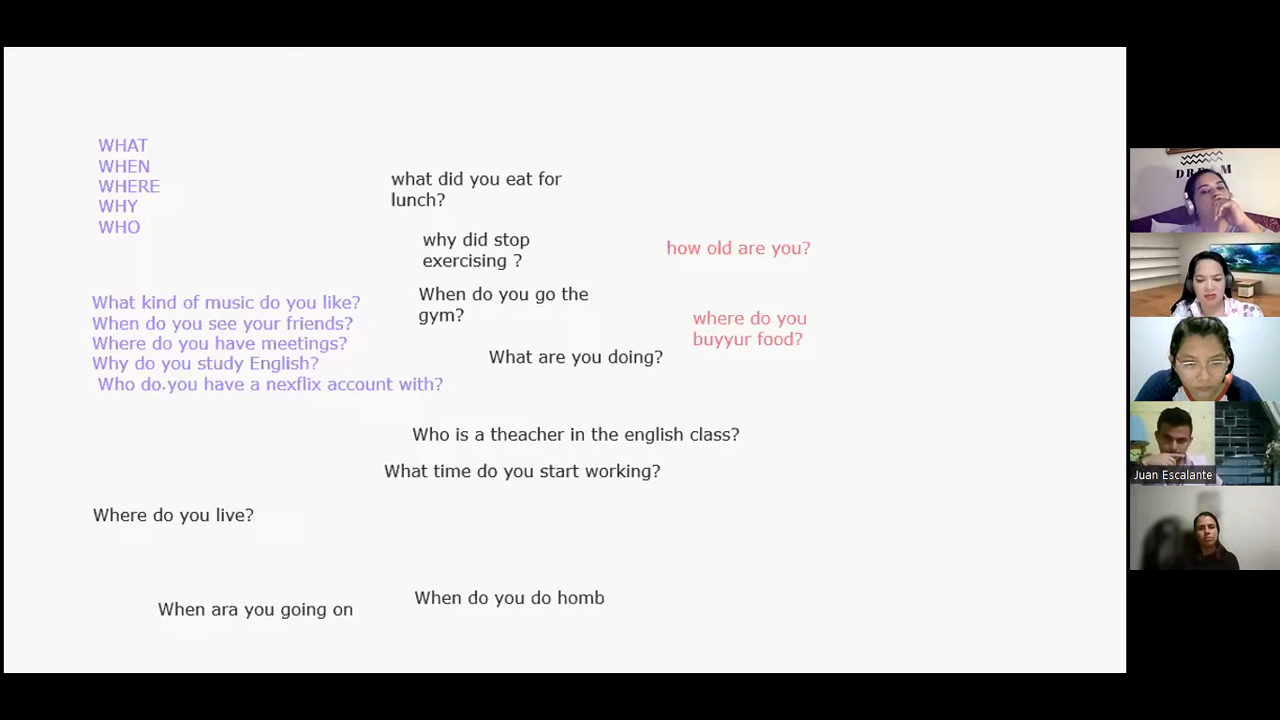 WHAT
WHEN
WHERE
WHY
WHO
what did you eat for
lunch?
why did stop
exercising ?
how old are you?
What kind of music do you like?
When do you see your friends?
Where do you have meetings?
Why do you study English?
Who do.you have a nexflix account with?
When do you go the
gym?
where do you
buyyur food?
What are you doing?
Who is a theacher in the english class?
What time do you start working?
Where do you live?
When ara you going on
When do you do homb
DREAM
Juan Escalante